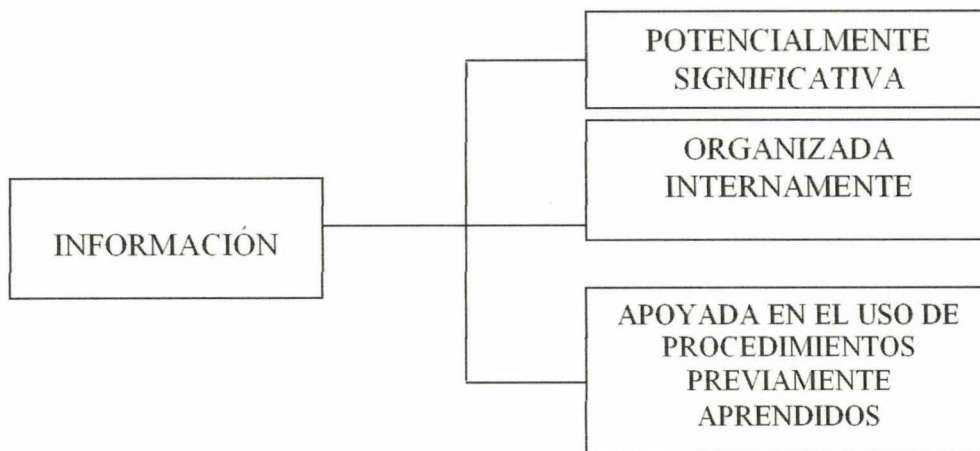 POTENCIALMENTE
SIGNIFICATIVA
ORGANIZADA
INTERNAMENTE
INFORMACIÓN
APOYADA EN EL USO DE
PROCEDIMIENTOS
PREVIAMENTE
APRENDIDOS